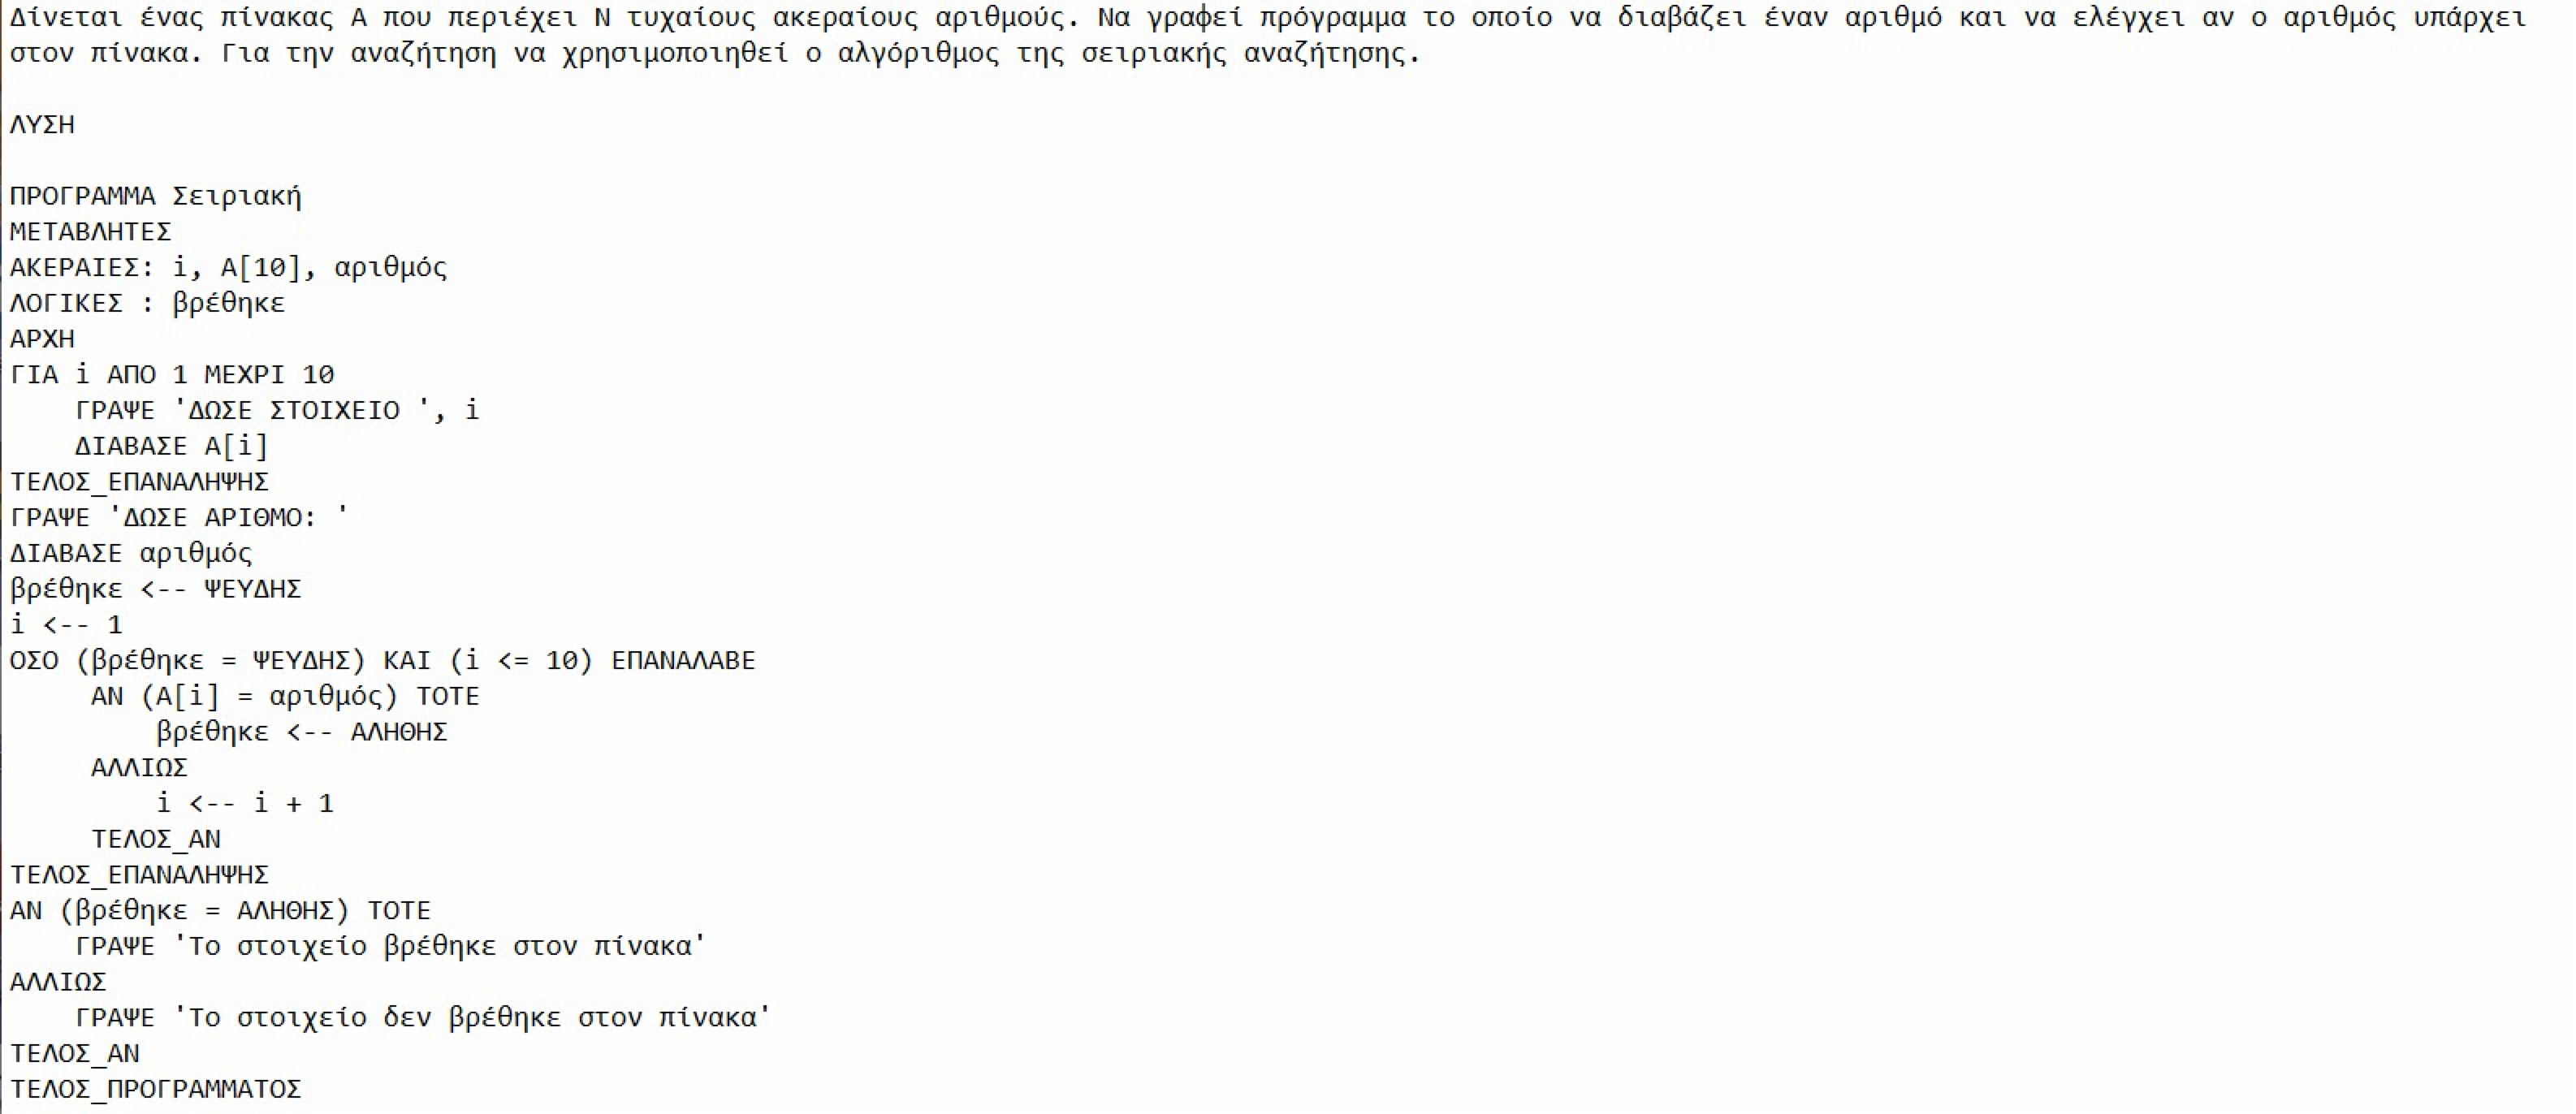 Δίνεται ένας πίνακας Α που περιέχει Ν τυχαίους ακεραίους αριθμούς. Να γραφεί πρόγραμμα το οποίο να διαβάζει έναν αριθμό και να ελέγχει αν ο αριθμός υπάρχει
στον πίνακα. Για την αναζήτηση να χρησιμοποιηθεί ο αλγόριθμος της σειριακής αναζήτησης.
ΛΥΣΗ
ΠΡΟΓΡΑΜΜΑ Σειριακή
ΜΕΤΑΒΛΗΤΕΣ
ΑΚΕΡΑΙΕΣ: i, Α[10], αριθμός
ΛΟΓΙΚΕΣ : βρέθηκε
ΑΡΧΗ
ΓΙΑ i ΑΠΟ 1 ΜΕΧΡΙ 10
    ΓΡΑΨΕ 'ΔΩΣΕ ΣΤΟΙΧΕΙΟ ', i
    ΔΙΑΒΑΣΕ Α[i]
ΤΕΛΟΣ_ΕΠΑΝΑΛΗΨΗΣ
ΓΡΑΨΕ 'ΔΩΣΕ ΑΡΙΘΜΟ: '
ΔΙΑΒΑΣΕ αριθμός
βρέθηκε <-- ΨΕΥΔΗΣ
i <-- 1
ΟΣΟ (βρέθηκε = ΨΕΥΔΗΣ) ΚΑΙ (i <= 10) ΕΠΑΝΑΛΑΒΕ
     ΑΝ (Α[i] = αριθμός) ΤΟΤΕ
         βρέθηκε <-- ΑΛΗΘΗΣ
     ΑΛΛΙΩΣ
         i <-- i + 1
     ΤΕΛΟΣ_ΑΝ
ΤΕΛΟΣ_ΕΠΑΝΑΛΗΨΗΣ
ΑΝ (βρέθηκε = ΑΛΗΘΗΣ) ΤΟΤΕ
    ΓΡΑΨΕ 'Το στοιχείο βρέθηκε στον πίνακα'
ΑΛΛΙΩΣ
    ΓΡΑΨΕ 'Το στοιχείο δεν βρέθηκε στον πίνακα'
ΤΕΛΟΣ_ΑΝ
ΤΕΛΟΣ_ΠΡΟΓΡΑΜΜΑΤΟΣ